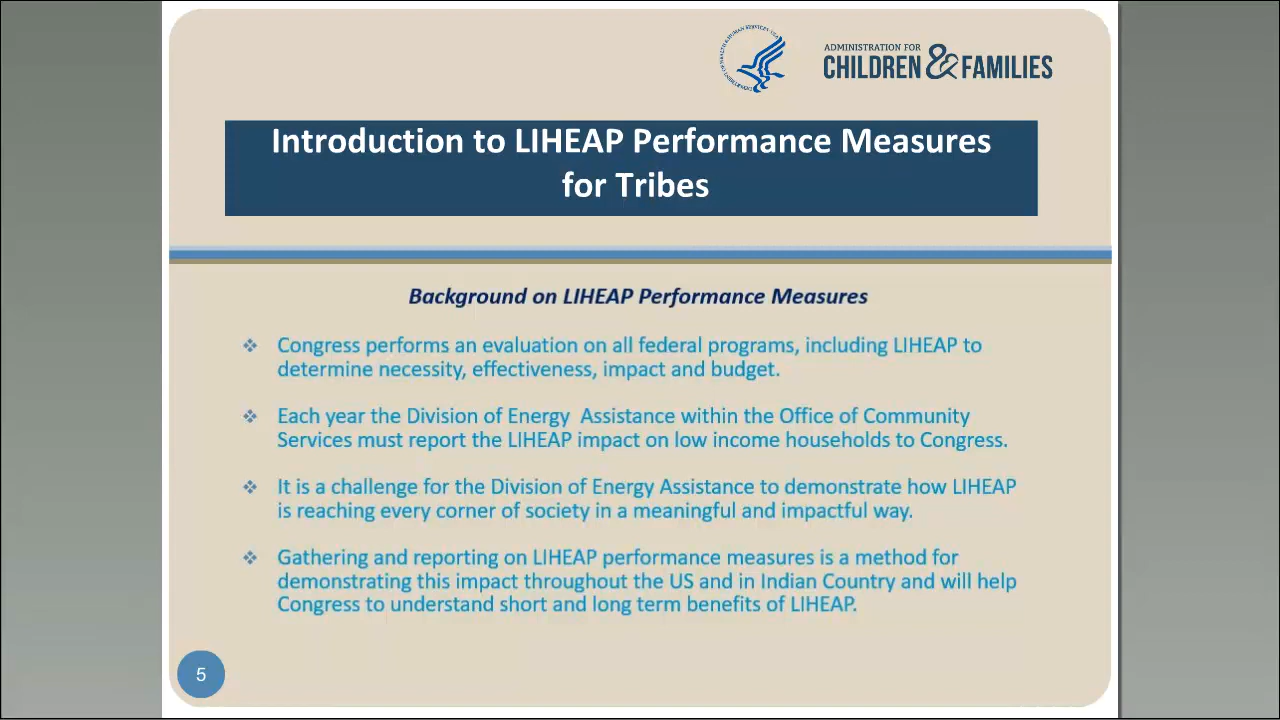 ADMINISTRATION FOR
CHILDREN & FAMILIES
Introduction to LIHEAP Performance Measures
for Tribes
Background on LIHEAP Performance Measures
❖ Congress performs an evaluation on all federal programs, including LIHEAP to
determine necessity, effectiveness, impact and budget.
❖ Each year the Division of Energy  Assistance within the Office of Community
Services must report the LIHEAP impact on low income households to Congress.
❖ It is a challenge for the Division of Energy Assistance to demonstrate how LIHEAP
is reaching every corner of society in a meaningful and impactful way.
❖ Gathering and reporting on LIHEAP performance measures is a method for
demonstrating this impact throughout the US and in Indian Country and will help
Congress to understand short and long term benefits of LIHEAP.
5